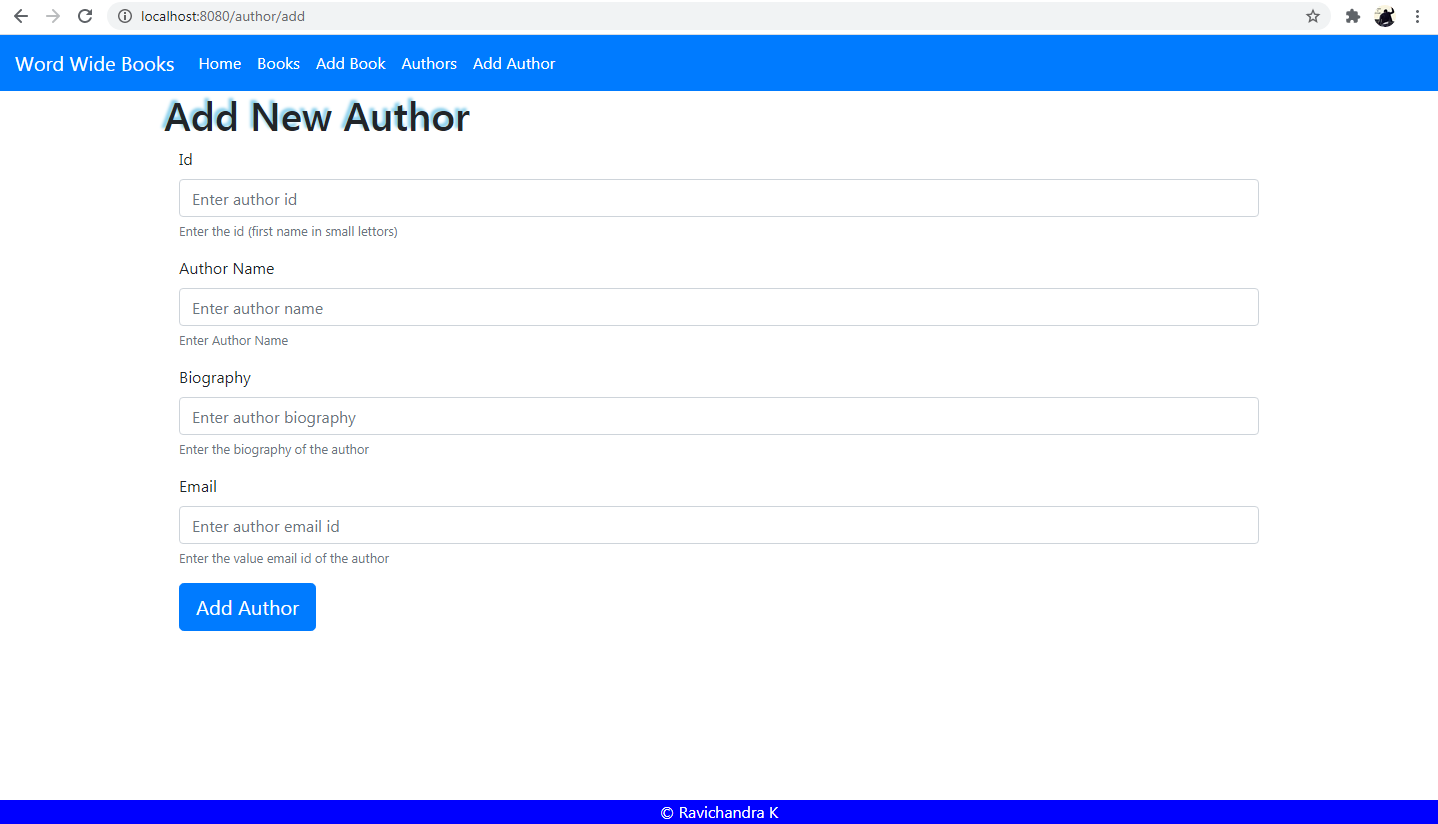 localhost:8080/author/add
Word Wide Books Home Books Add Book Authors Add Author
Add New Author
Id
Enter author id
Enter the id (first name in small lettors)
Author Name
Enter author name
Enter Author Name
Biography
Enter author biography
Enter the biography of the author
Email
Enter author email id
Enter the value email id of the author
Add Author
© Ravichandra K